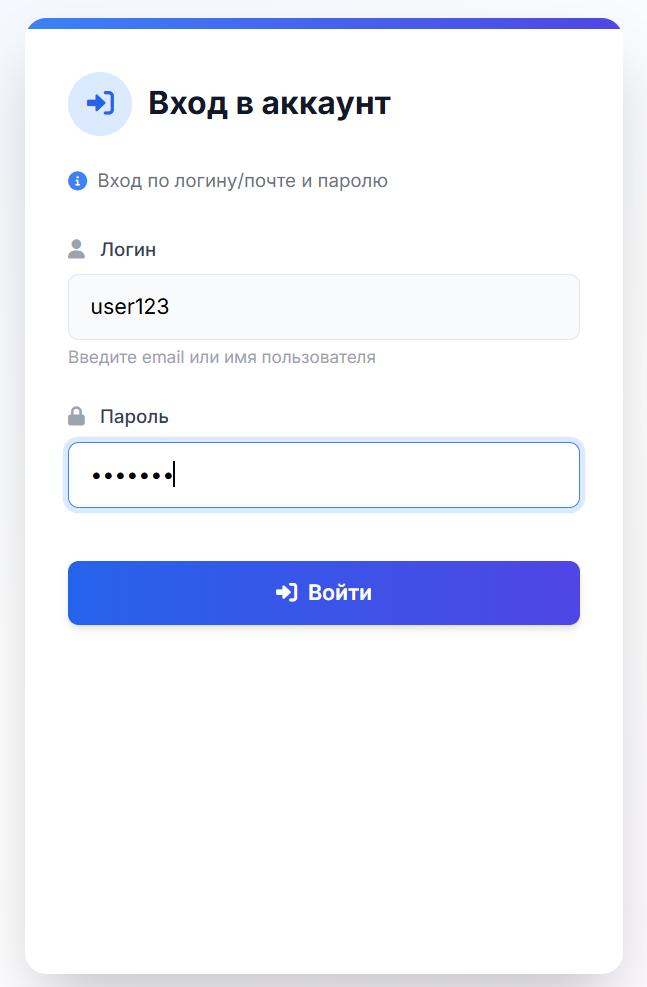 Вход в аккаунт
Вход по логину/почте и паролю
Логин
user123
Введите email или имя пользователя
Пароль
•••••••
Войти